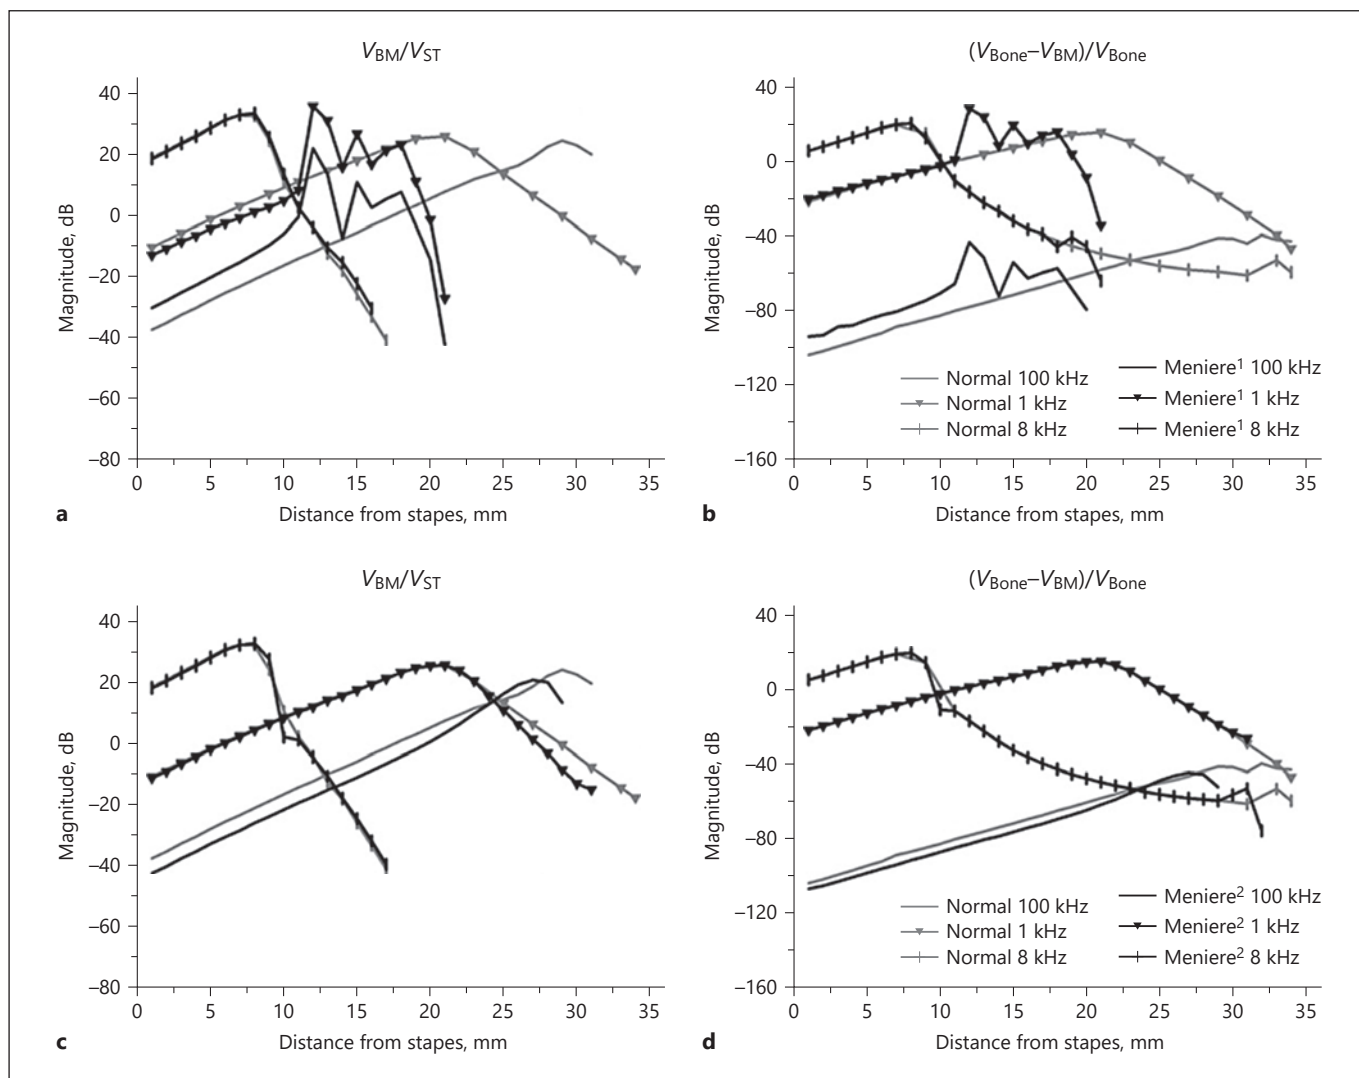 V_BM/V_ST
40
20
0
–20
–40
–60
–80
Magnitude, dB
0 5 10 15 20 25 30 35
Distance from stapes, mm
a
(V_Bone–V_BM)/V_Bone
40
0
–40
–80
–120
–160
Magnitude, dB
Normal 100 kHz
Normal 1 kHz
Normal 8 kHz
Meniere¹ 100 kHz
Meniere¹ 1 kHz
Meniere¹ 8 kHz
0 5 10 15 20 25 30 35
Distance from stapes, mm
b
V_BM/V_ST
40
20
0
–20
–40
–60
–80
Magnitude, dB
0 5 10 15 20 25 30 35
Distance from stapes, mm
c
(V_Bone–V_BM)/V_Bone
40
0
–40
–80
–120
–160
Magnitude, dB
Normal 100 kHz
Normal 1 kHz
Normal 8 kHz
Meniere² 100 kHz
Meniere² 1 kHz
Meniere² 8 kHz
0 5 10 15 20 25 30 35
Distance from stapes, mm
d